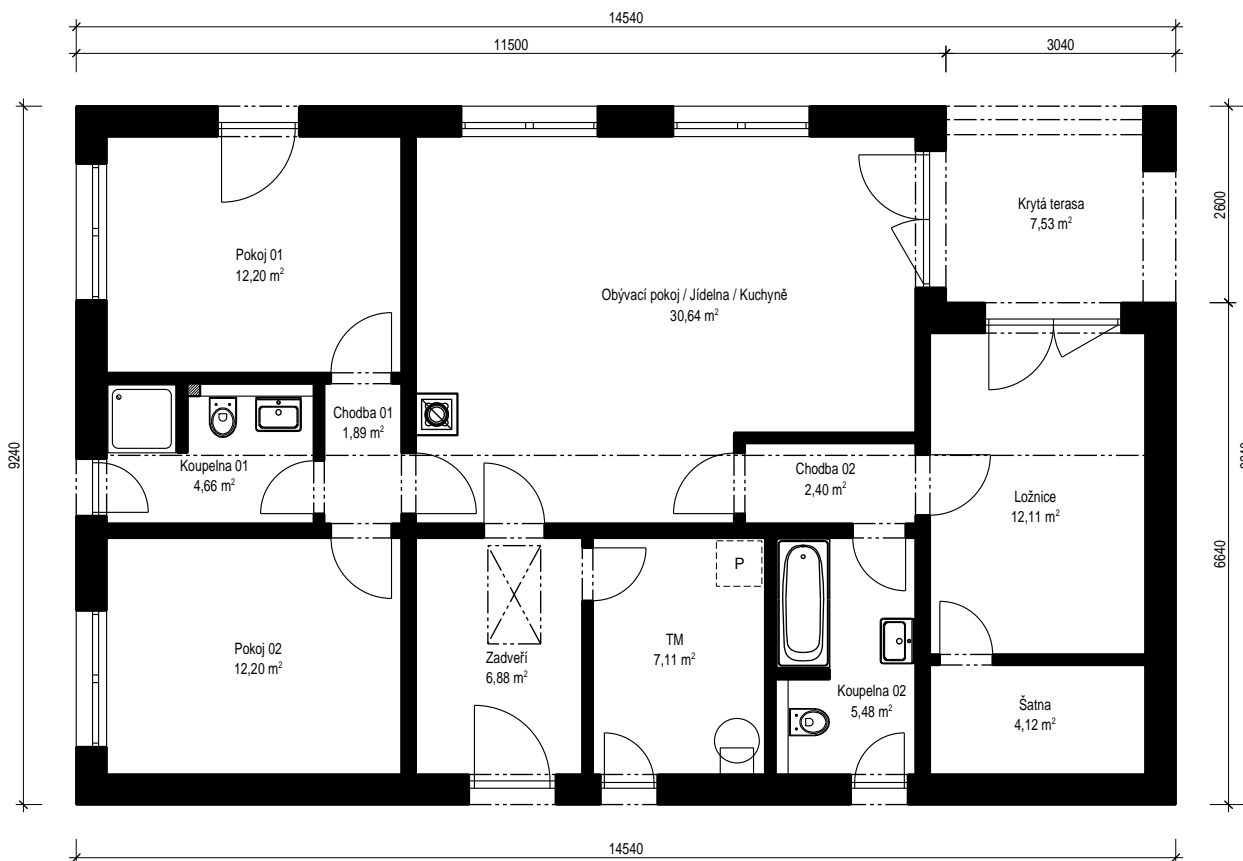 14540
11500
3040
Krytá terasa
7,53 m²
2600
Pokoj 01
12,20 m²
Obývací pokoj / Jídelna / Kuchyně
30,64 m²
9240
Chodba 01
1,89 m²
Koupelna 01
4,66 m²
Chodba 02
2,40 m²
Ložnice
12,11 m²
6640
P
Pokoj 02
12,20 m²
Zadveří
6,88 m²
TM
7,11 m²
Koupelna 02
5,48 m²
Šatna
4,12 m²
14540